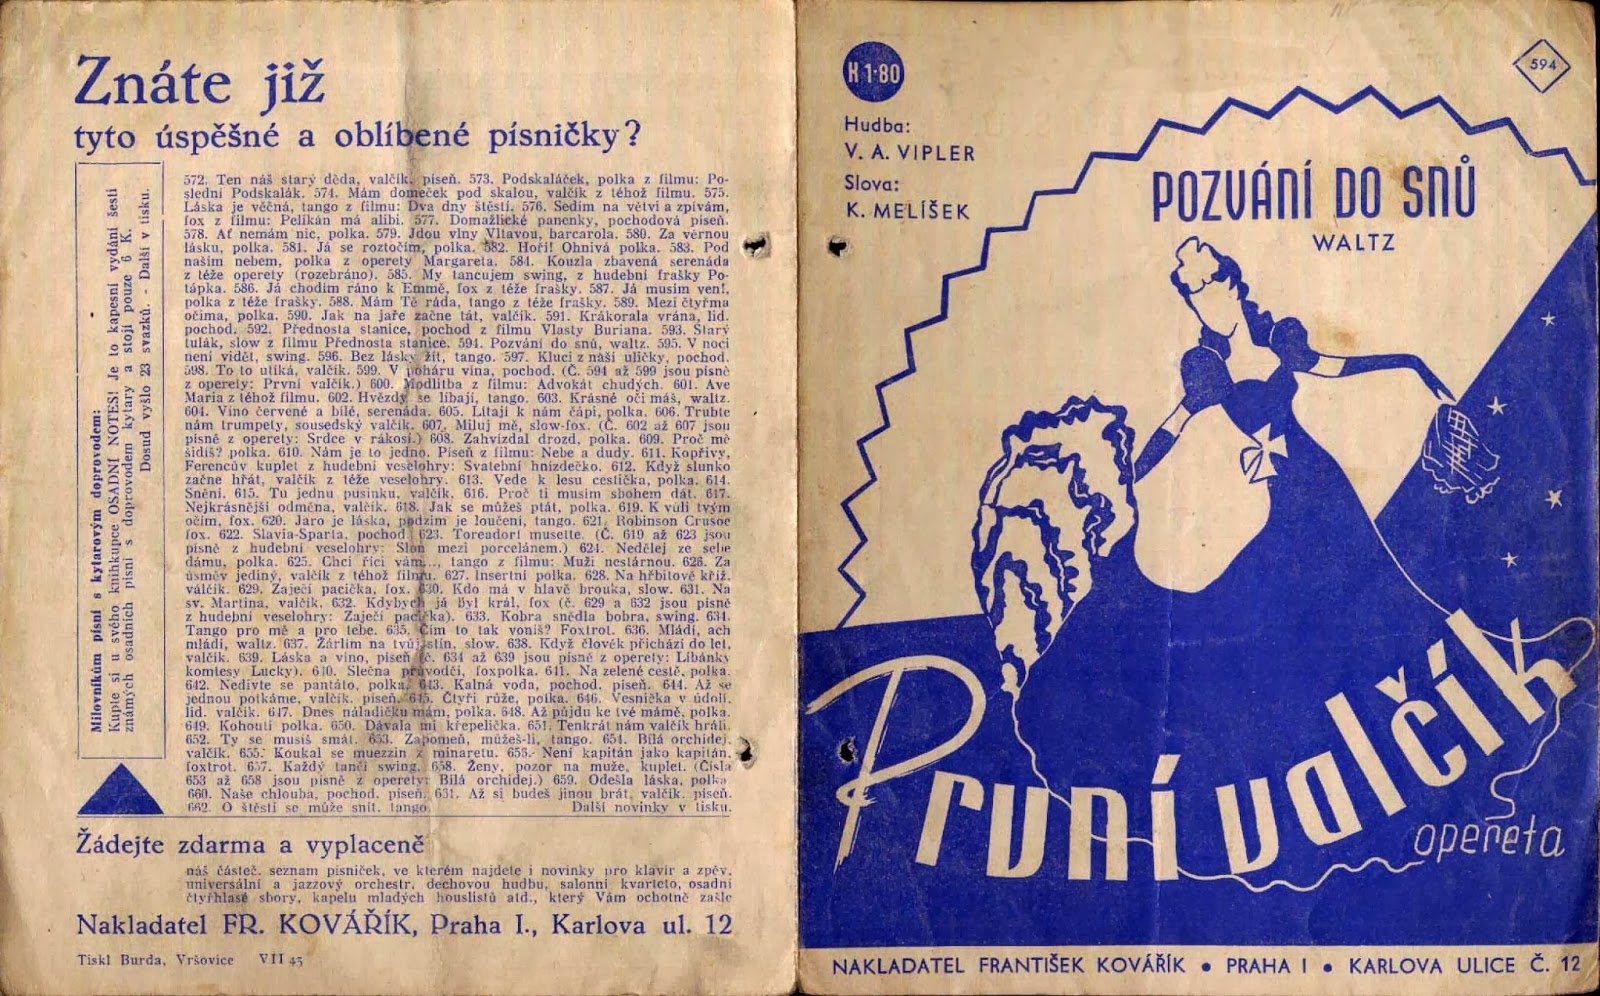 Znáte již
tyto úspěšné a oblíbené písničky?
Milovníkům písní s kytarovým doprovodem:
Kupte si u svého knihkupce OSADNÍ NOTES! Je to kapesní vydání šesti
známých osadních písní s doprovodem kytary a stojí pouze 6 K.
Dosud vyšlo 23 svazků. - Další v tisku.
572. Ten náš starý děda, valčík, píseň. 573. Podskaláček, polka z filmu: Po-
slední Podskalák. 574. Mám domeček pod skalou, valčík z téhož filmu. 575.
Láska je věčná, tango z filmu: Dva dny štěstí. 576. Sedím na větvi a zpívám,
fox z filmu: Pelikán má alibi. 577. Domažlické panenky, pochodová píseň.
578. Ať nemám nic, polka. 579. Jdou vlny Vltavou, barcarola. 580. Za věrnou
lásku, polka. 581. Já se roztočím, polka. 582. Hoří! Ohnivá polka. 583. Pod
naším nebem, polka z operety Margareta. 584. Kouzla zbavená serenáda
z téže operety (rozebráno). 585. My tancujem swing, z hudební frašky Po-
tápka. 586. Já chodím ráno k Emmě, fox z téže frašky. 587. Já musím ven!,
polka z téže frašky. 588. Mám Tě ráda, tango z téže frašky. 589. Mezi čtyřma
očima, polka. 590. Jak na jaře začne tát, valčík. 591. Krákorala vrána, lid.
pochod. 592. Přednosta stanice, pochod z filmu Vlasty Buriana. 593. Starý
tulák, slow z filmu Přednosta stanice. 594. Pozvání do snů, waltz. 595. V noci
není vidět, swing. 596. Bez lásky žít, tango. 597. Kluci z naší uličky, pochod.
598. To to utíká, valčík. 599. V poháru vína, pochod. (Č. 594 až 599 jsou písně
z operety: První valčík.) 600. Modlitba z filmu: Advokát chudých. 601. Ave
Maria z téhož filmu. 602. Hvězdy se líbají, tango. 603. Krásné oči máš, waltz.
604. Víno červené a bílé, serenáda. 605. Lítají k nám čápi, polka. 606. Trubte
nám trumpety, sousedský valčík. 607. Miluj mě, slow-fox. (Č. 602 až 607 jsou
písně z operety: Srdce v rákosí.) 608. Zahvízdal drozd, polka. 609. Proč mě
šidíš? polka. 610. Nám je to jedno. Píseň z filmu: Nebe a dudy. 611. Kopřivy,
Ferencův kuplet z hudební veselohry: Svatební hnízdečko. 612. Když slunko
začne hřát, valčík z téže veselohry. 613. Vede k lesu cestička, polka. 614.
Snění. 615. Tu jednu pusinku, valčík. 616. Proč ti musím sbohem dát. 617.
Nejkrásnější odměna, valčík. 618. Jak se můžeš ptát, polka. 619. K vůli tvým
očím, fox. 620. Jaro je láska, podzim je loučení, tango. 621. Robinson Crusoe
fox. 622. Slavia-Sparta, pochod. 623. Toreadoři musette. (Č. 619 až 623 jsou
písně z hudební veselohry: Slon mezi porcelánem.) 624. Nedělej ze sebe
dámu, polka. 625. Chci říci vám..., tango z filmu: Muži nestárnou. 626. Za
úsměv jediný, valčík z téhož filmu. 627. Insertní polka. 628. Na hřbitově kříž,
válčík. 629. Zaječí pacička, fox. 630. Kdo má v hlavě brouka, slow. 631. Na
sv. Martina, valčík. 632. Kdybych já byl král, fox (č. 629 a 632 jsou písně
z hudební veselohry: Zaječí pacička). 633. Kobra snědla bobra, swing. 634.
Tango pro mě a pro tebe. 635. Čím to tak voníš? Foxtrot. 636. Mládí, ach
mládí, waltz. 637. Žárlím na tvůj stín, slow. 638. Když člověk přichází do let,
valčík. 639. Láska a víno, píseň (č. 634 až 639 jsou písně z operety: Líbánky
komtesy Lucky). 640. Slečna průvodčí, foxpolka. 641. Na zelené cestě, polka.
642. Nedivte se pantáto, polka. 643. Kalná voda, pochod. píseň. 644. Až se
jednou potkáme, valčík. píseň. 645. Čtyři růže, polka. 646. Vesnička v údolí,
lid. valčík. 647. Dnes náladičku mám, polka. 648. Až půjdu ke tvé mámě, polka.
649. Kohoutí polka. 650. Dávala mi křepelička. 651. Tenkrát nám valčík hráli.
652. Ty se musíš smát. 653. Zapomeň, můžeš-li, tango. 654. Bílá orchidej,
valčík. 655. Koukal se muezzin z minaretu. 655. Není kapitán jako kapitán,
foxtrot. 657. Každý tančí swing. 658. Ženy, pozor na muže, kuplet. (Čísla
653 až 658 jsou písně z operety: Bílá orchidej.) 659. Odešla láska, polka
660. Naše chlouba, pochod. píseň. 631. Až si budeš jinou brát, valčík. píseň.
662. O štěstí se může snít, tango. Další novinky v tisku.
Žádejte zdarma a vyplaceně
náš částeč. seznam písniček, ve kterém najdete i novinky pro klavír a zpěv,
universální a jazzový orchestr, dechovou hudbu, salonní kvarteto, osadní
čtyřhlasé sbory, kapelu mladých houslistů atd., který Vám ochotně zašle
Nakladatel FR. KOVÁŘÍK, Praha I., Karlova ul. 12
Tiskl Burda, Vršovice VII 43
K 1·80
594
Hudba:
V. A. VIPLER
Slova:
K. MELÍŠEK
POZVÁNÍ DO SNŮ
WALTZ
První valčík
opereta
NAKLADATEL FRANTIŠEK KOVÁŘÍK • PRAHA I • KARLOVA ULICE Č. 12